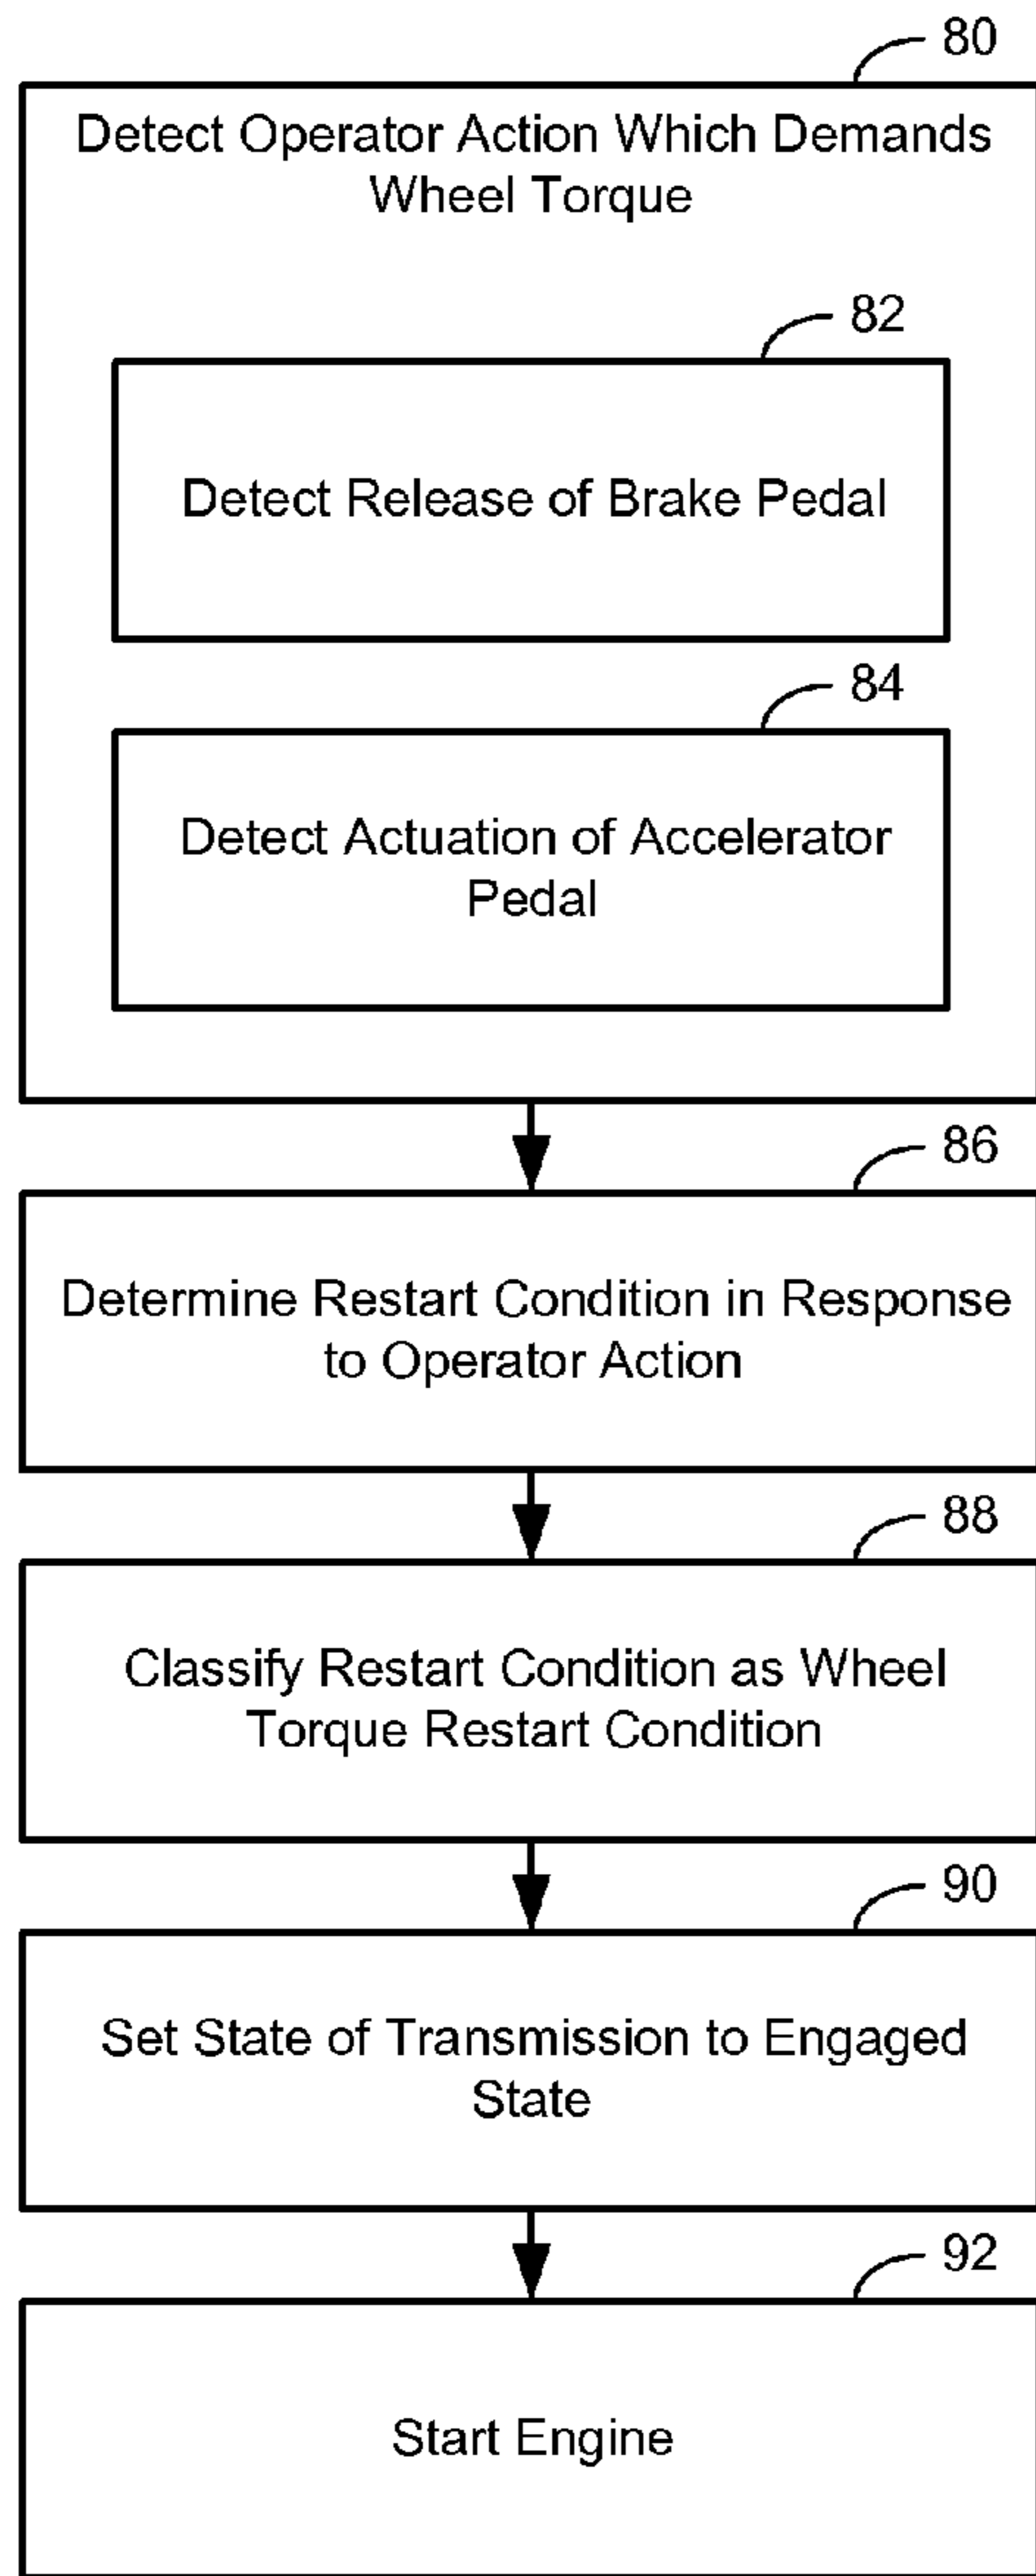 80
Detect Operator Action Which Demands
Wheel Torque
82
Detect Release of Brake Pedal
84
Detect Actuation of Accelerator
Pedal
86
Determine Restart Condition in Response
to Operator Action
88
Classify Restart Condition as Wheel
Torque Restart Condition
90
Set State of Transmission to Engaged
State
92
Start Engine